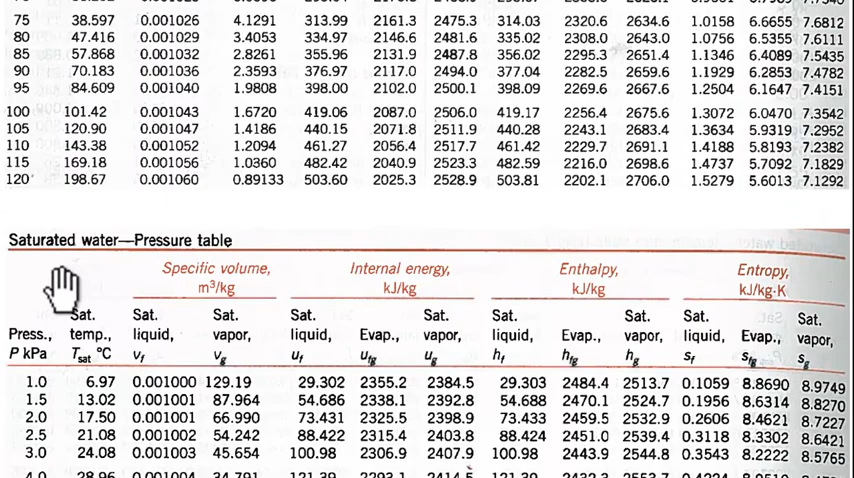 75 38.597 0.001026 4.1291 313.99 2161.3 2475.3 314.03 2320.6 2634.6 1.0158 6.6655 7.6812
80 47.416 0.001029 3.4053 334.97 2146.6 2481.6 335.02 2308.0 2643.0 1.0756 6.5355 7.6111
85 57.868 0.001032 2.8261 355.96 2131.9 2487.8 356.02 2295.3 2651.4 1.1346 6.4089 7.5435
90 70.183 0.001036 2.3593 376.97 2117.0 2494.0 377.04 2282.5 2659.6 1.1929 6.2853 7.4782
95 84.609 0.001040 1.9808 398.00 2102.0 2500.1 398.09 2269.6 2667.6 1.2504 6.1647 7.4151
100 101.42 0.001043 1.6720 419.06 2087.0 2506.0 419.17 2256.4 2675.6 1.3072 6.0470 7.3542
105 120.90 0.001047 1.4186 440.15 2071.8 2511.9 440.28 2243.1 2683.4 1.3634 5.9319 7.2952
110 143.38 0.001052 1.2094 461.27 2056.4 2517.7 461.42 2229.7 2691.1 1.4188 5.8193 7.2382
115 169.18 0.001056 1.0360 482.42 2040.9 2523.3 482.59 2216.0 2698.6 1.4737 5.7092 7.1829
120 198.67 0.001060 0.89133 503.60 2025.3 2528.9 503.81 2202.1 2706.0 1.5279 5.6013 7.1292
Saturated water—Pressure table
Specific volume, Internal energy, Enthalpy, Entropy,
m³/kg kJ/kg kJ/kg kJ/kg·K
Sat. Sat. Sat. Sat. Sat. Sat. Sat. Sat. Sat.
Press., temp., liquid, vapor, liquid, Evap., vapor, liquid, Evap., vapor, liquid, Evap., vapor,
P kPa Tsat °C vf vg uf ufg ug hf hfg hg sf sfg sg
1.0 6.97 0.001000 129.19 29.302 2355.2 2384.5 29.303 2484.4 2513.7 0.1059 8.8690 8.9749
1.5 13.02 0.001001 87.964 54.686 2338.1 2392.8 54.688 2470.1 2524.7 0.1956 8.6314 8.8270
2.0 17.50 0.001001 66.990 73.431 2325.5 2398.9 73.433 2459.5 2532.9 0.2606 8.4621 8.7227
2.5 21.08 0.001002 54.242 88.422 2315.4 2403.8 88.424 2451.0 2539.4 0.3118 8.3302 8.6421
3.0 24.08 0.001003 45.654 100.98 2306.9 2407.9 100.98 2443.9 2544.8 0.3543 8.2222 8.5765
4.0 28.96 0.001004 34.791 121.39 2293.1 2414.5 121.39 2432.3 2553.7